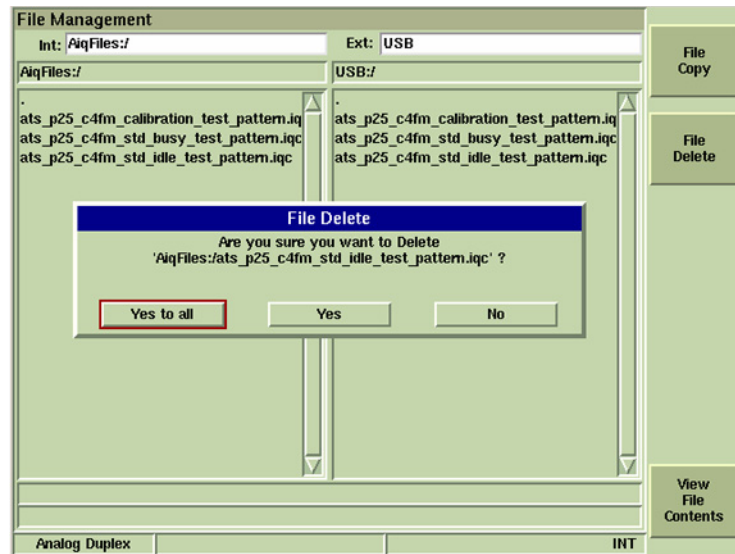 File Management
Int: AiqFiles:/
Ext: USB
AiqFiles:/
USB:/
.
ats_p25_c4fm_calibration_test_pattern.iq
ats_p25_c4fm_std_busy_test_pattern.iqc
ats_p25_c4fm_std_idle_test_pattern.iqc
.
ats_p25_c4fm_calibration_test_pattern.iq
ats_p25_c4fm_std_busy_test_pattern.iqc
ats_p25_c4fm_std_idle_test_pattern.iqc
File Delete
Are you sure you want to Delete
'AiqFiles:/ats_p25_c4fm_std_idle_test_pattern.iqc' ?
Yes to all
Yes
No
File
Copy
File
Delete
View
File
Contents
Analog Duplex
INT